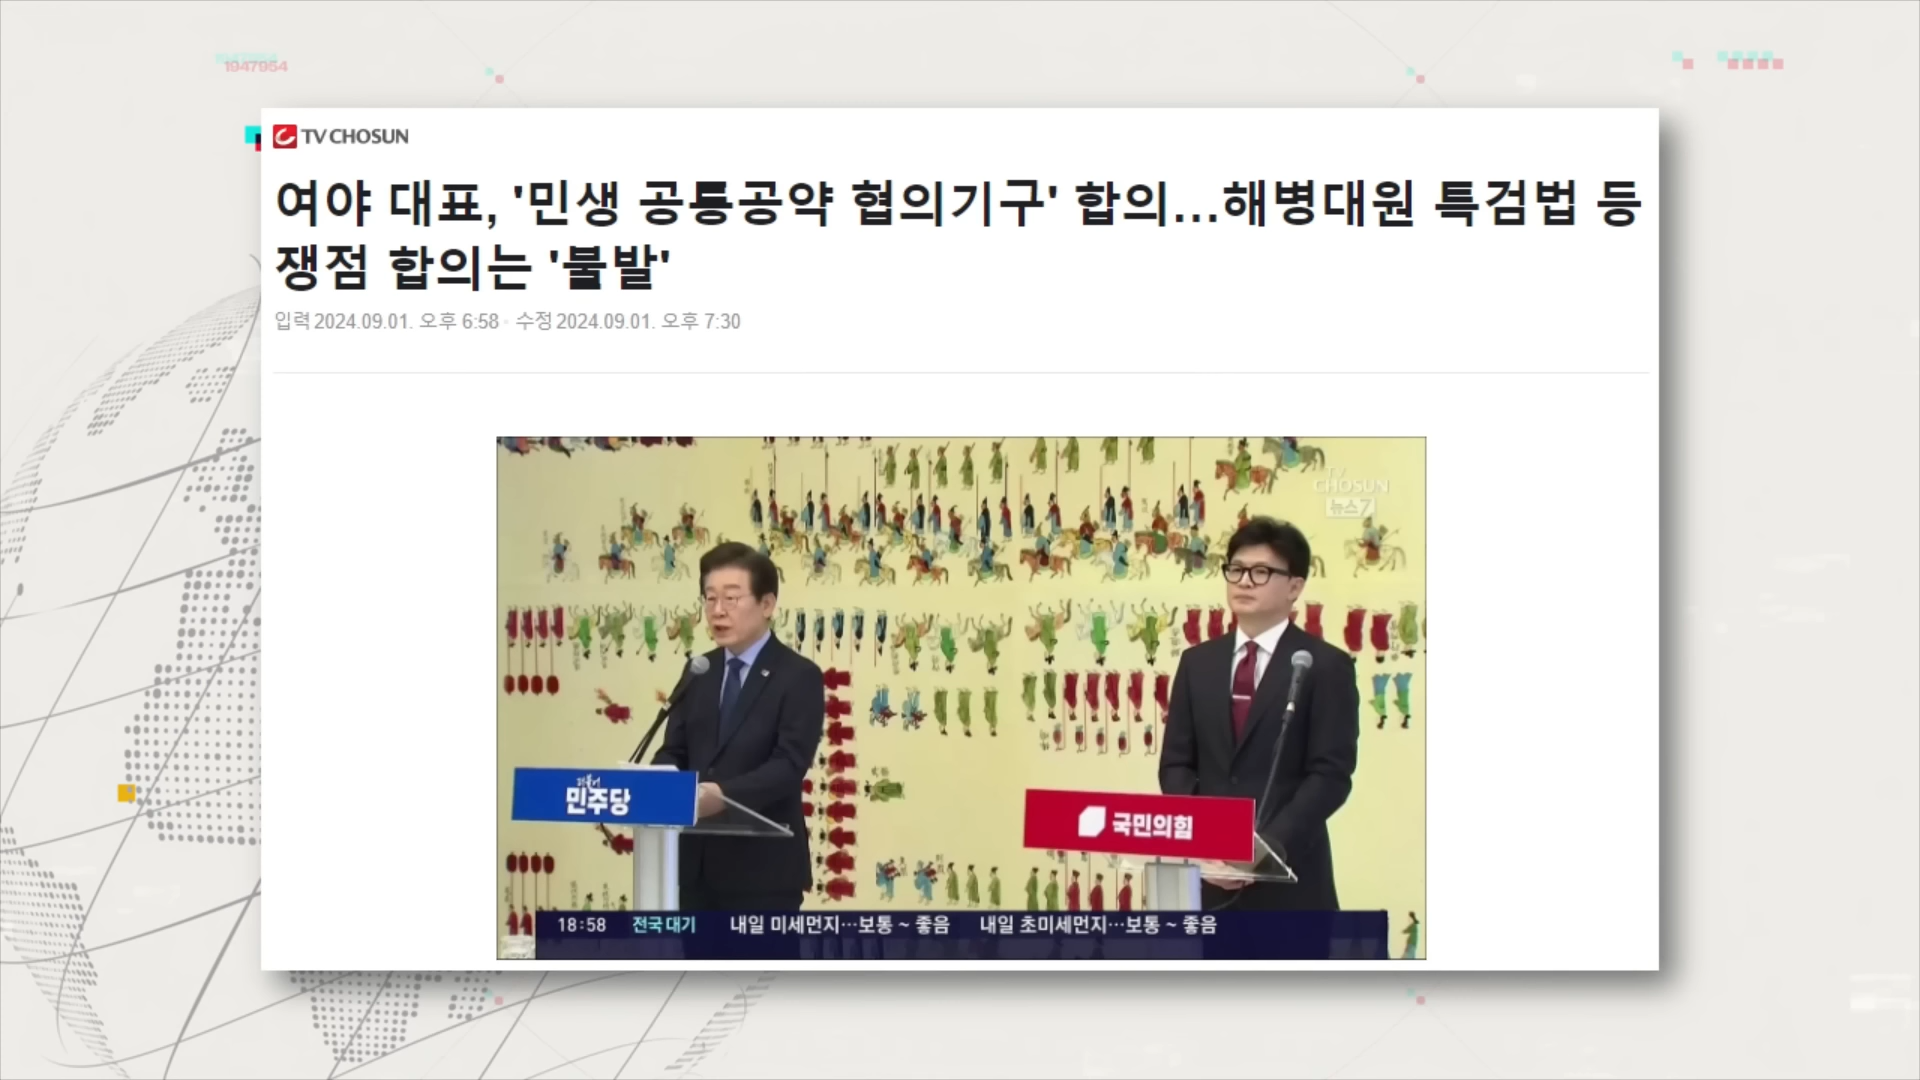 1947954
TV CHOSUN
여야 대표, '민생 공통공약 협의기구' 합의...해병대원 특검법 등
쟁점 합의는 '불발'
입력 2024.09.01. 오후 6:58 · 수정 2024.09.01. 오후 7:30
TV
CHOSUN
뉴스7
더불어
민주당
국민의힘
18:58 전국 대기 내일 미세먼지…보통 ~ 좋음 내일 초미세먼지…보통 ~ 좋음